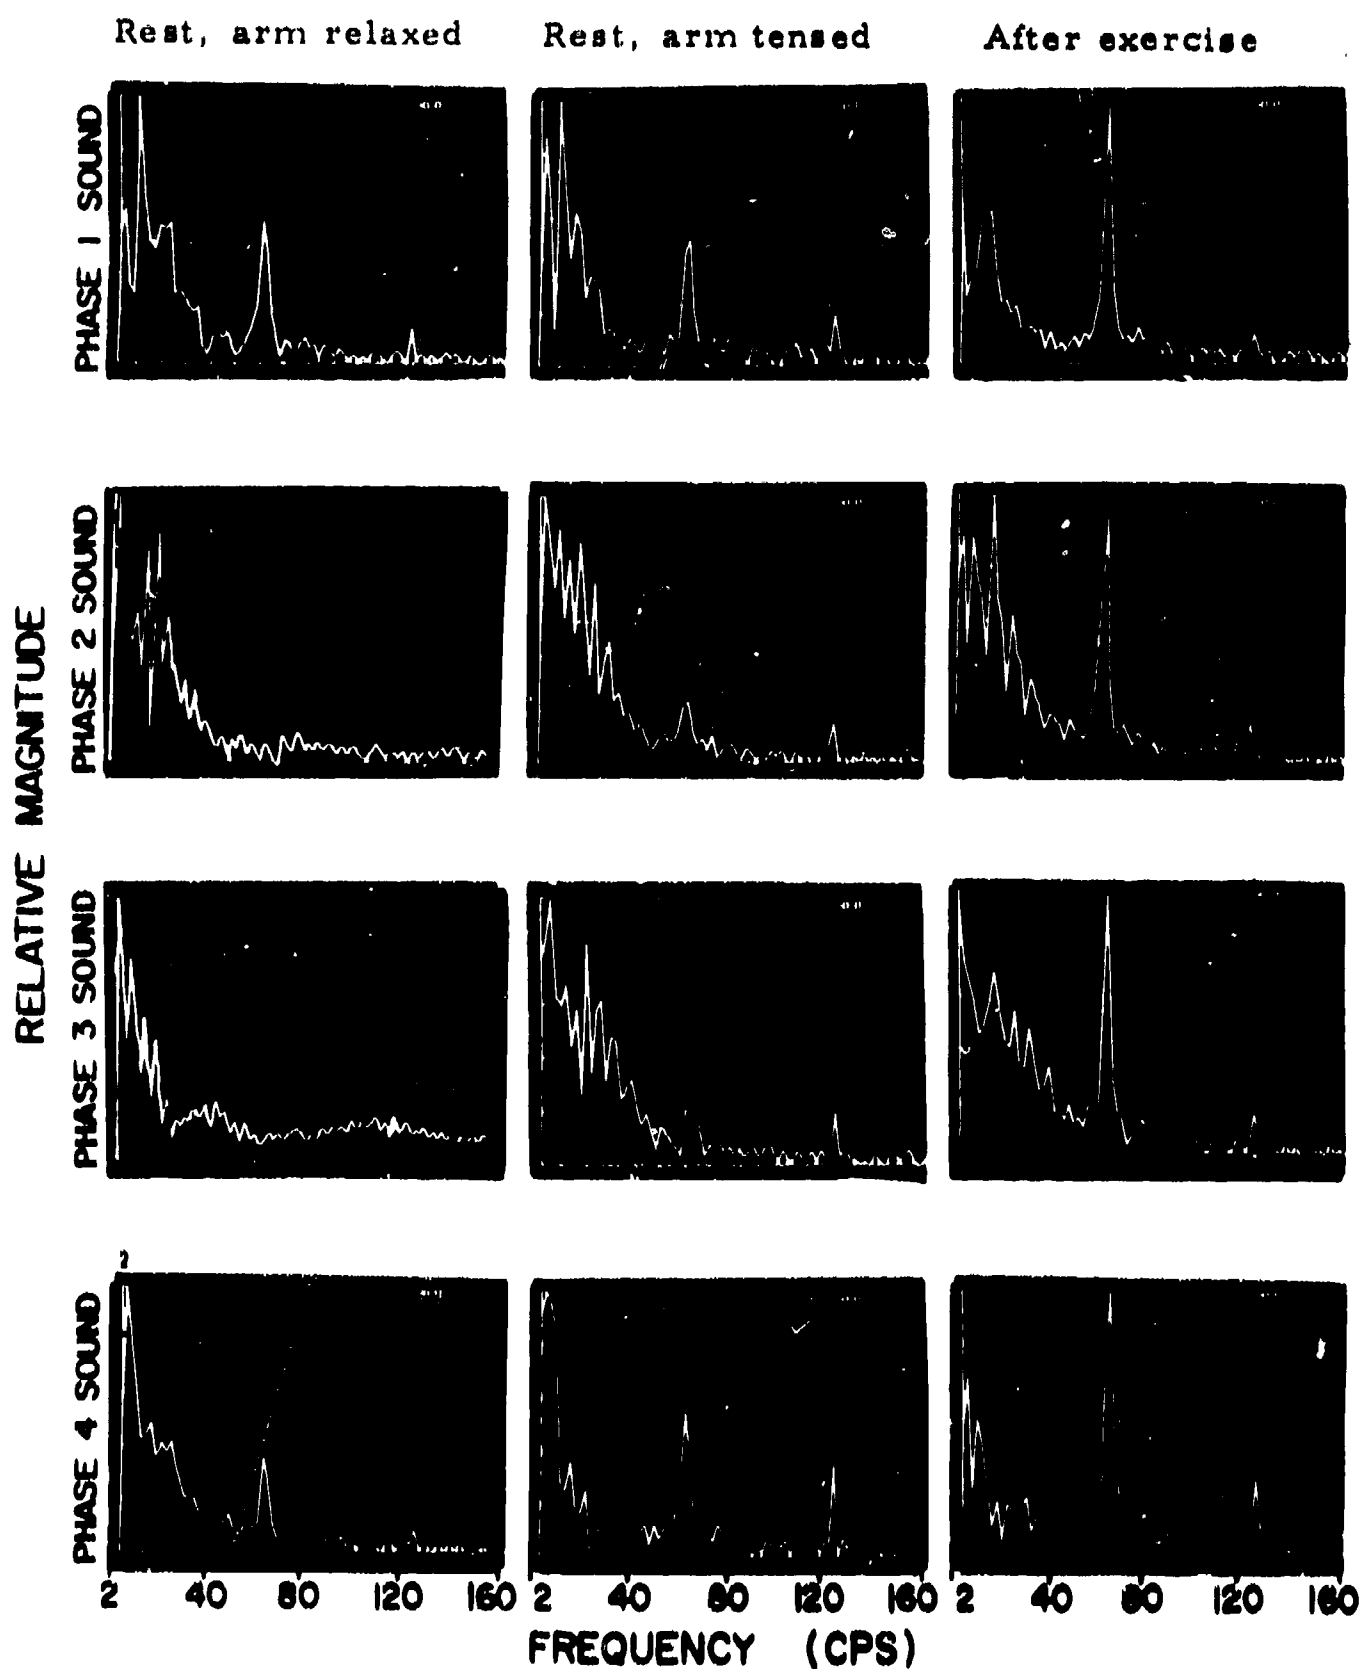 Rest, arm relaxed
Rest, arm tensed
After exercise
RELATIVE MAGNITUDE
PHASE 1 SOUND
PHASE 2 SOUND
PHASE 3 SOUND
PHASE 4 SOUND
2 40 80 120 160
2 40 80 120 160
2 40 80 120 160
FREQUENCY (CPS)